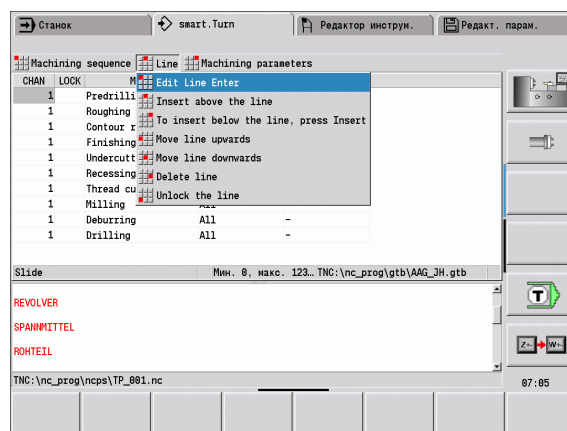 Станок
smart.Turn
Редактор инструм.
Редакт. парам.
Machining sequence Line Machining parameters
CHAN LOCK M
Edit Line Enter
Insert above the line
To insert below the line, press Insert
Move line upwards
Move line downwards
Delete line
Unlock the line
1 Predrilli
1 Roughing
1 Contour r
1 Finishing
1 Undercutt
1 Recessing
1 Thread cu
1 Milling All
1 Deburring All –
1 Drilling All –
Slide Мин. 0, макс. 123… TNC:\nc_prog\gtb\AAG_JH.gtb
REVOLVER
SPANNMITTEL
ROHTEIL
TNC:\nc_prog\ncps\TP_001.nc
T
Z+- W+-
07:05